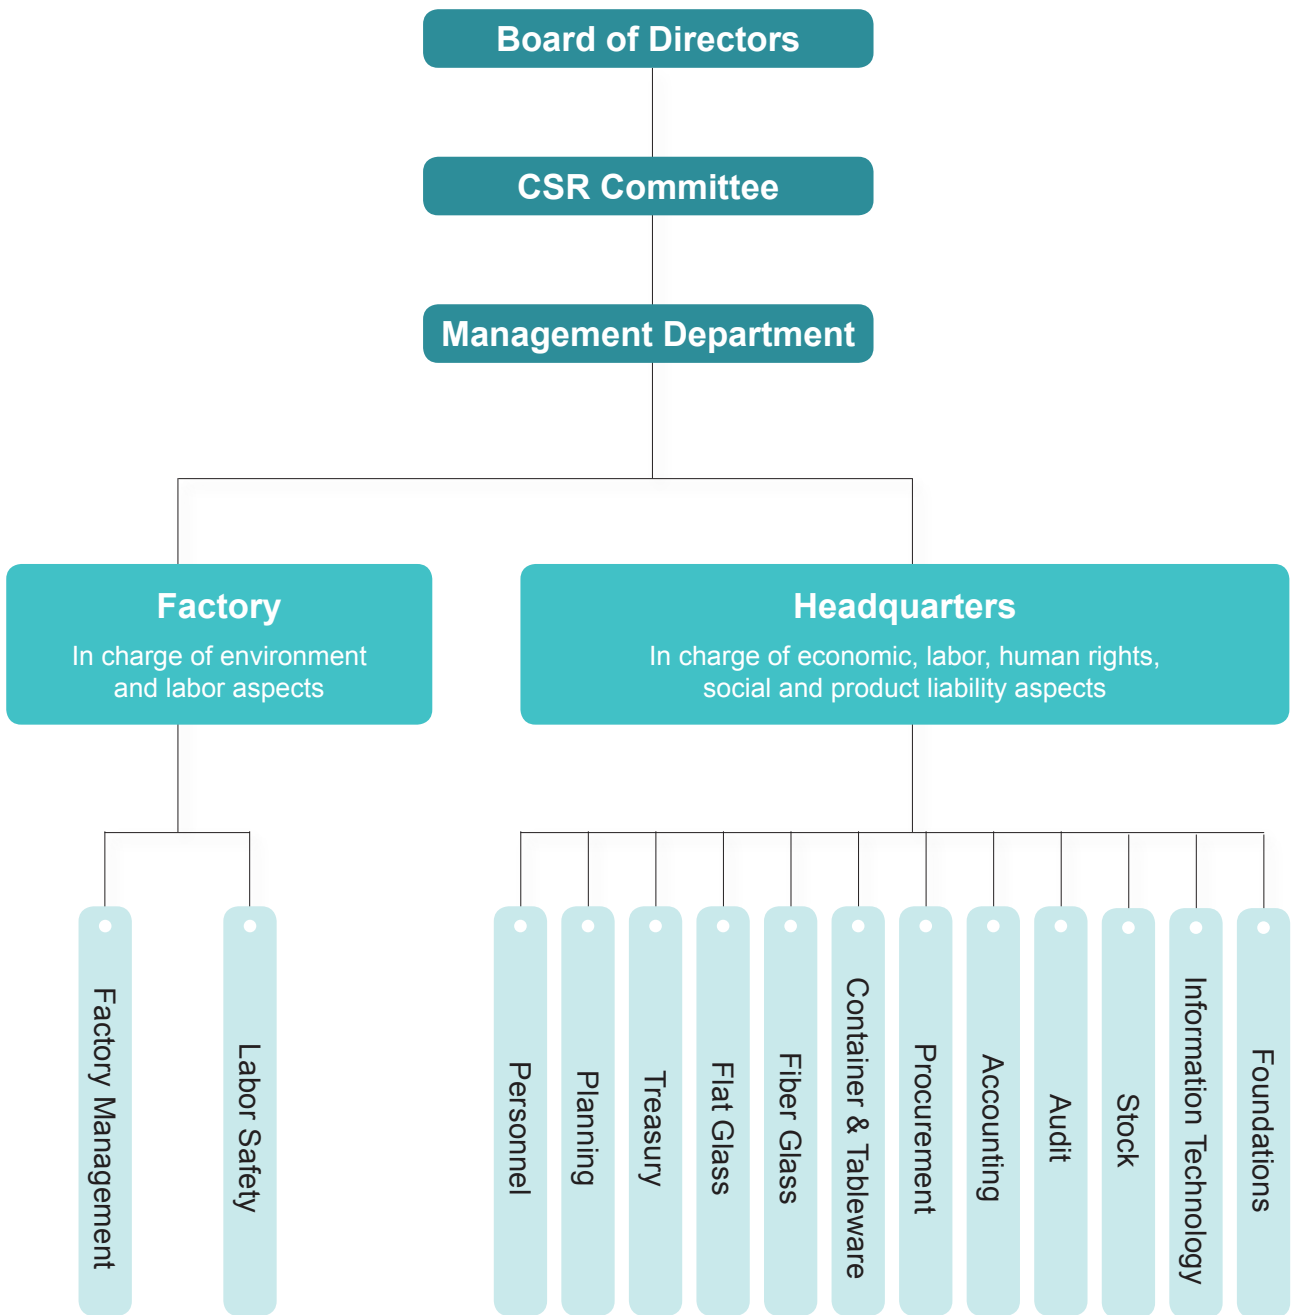 Board of Directors
CSR Committee
Management Department
Factory
In charge of environment
and labor aspects
Headquarters
In charge of economic, labor, human rights,
social and product liability aspects
Factory Management
Labor Safety
Personnel
Planning
Treasury
Flat Glass
Fiber Glass
Container & Tableware
Procurement
Accounting
Audit
Stock
Information Technology
Foundations